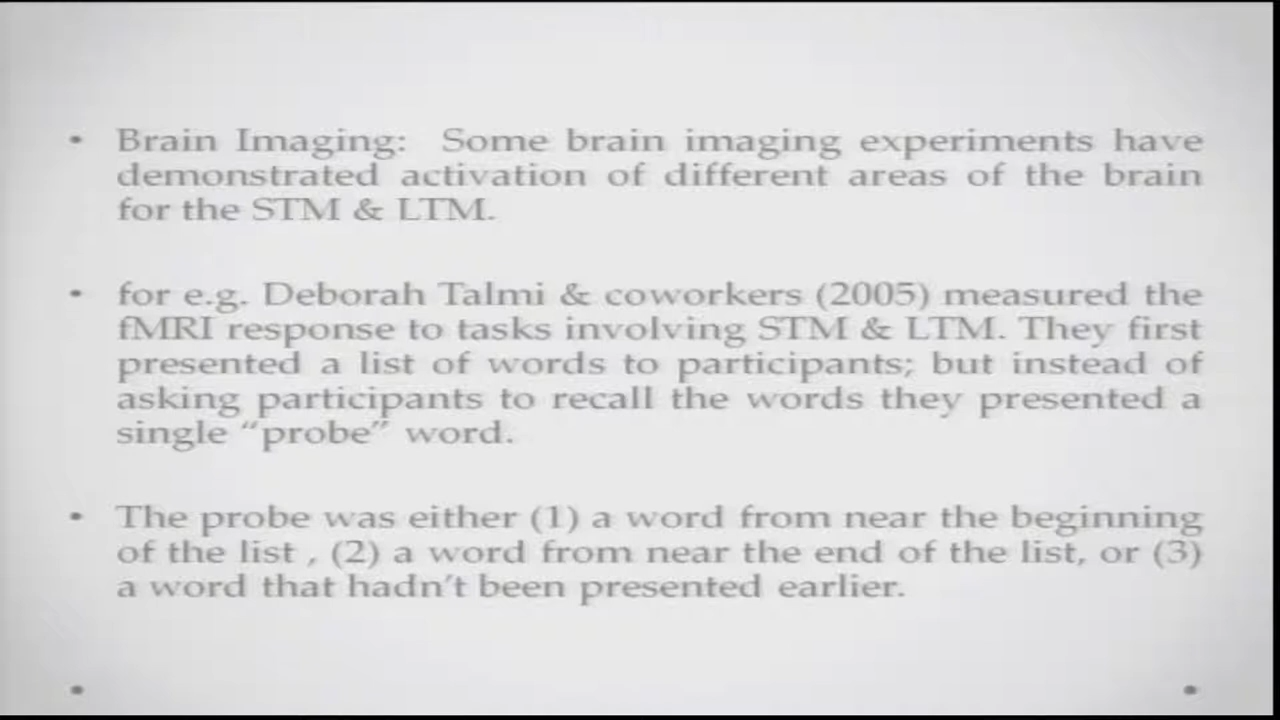 • Brain Imaging: Some brain imaging experiments have
demonstrated activation of different areas of the brain
for the STM & LTM.
• for e.g. Deborah Talmi & coworkers (2005) measured the
fMRI response to tasks involving STM & LTM. They first
presented a list of words to participants; but instead of
asking participants to recall the words they presented a
single “probe” word.
• The probe was either (1) a word from near the beginning
of the list , (2) a word from near the end of the list, or (3)
a word that hadn’t been presented earlier.